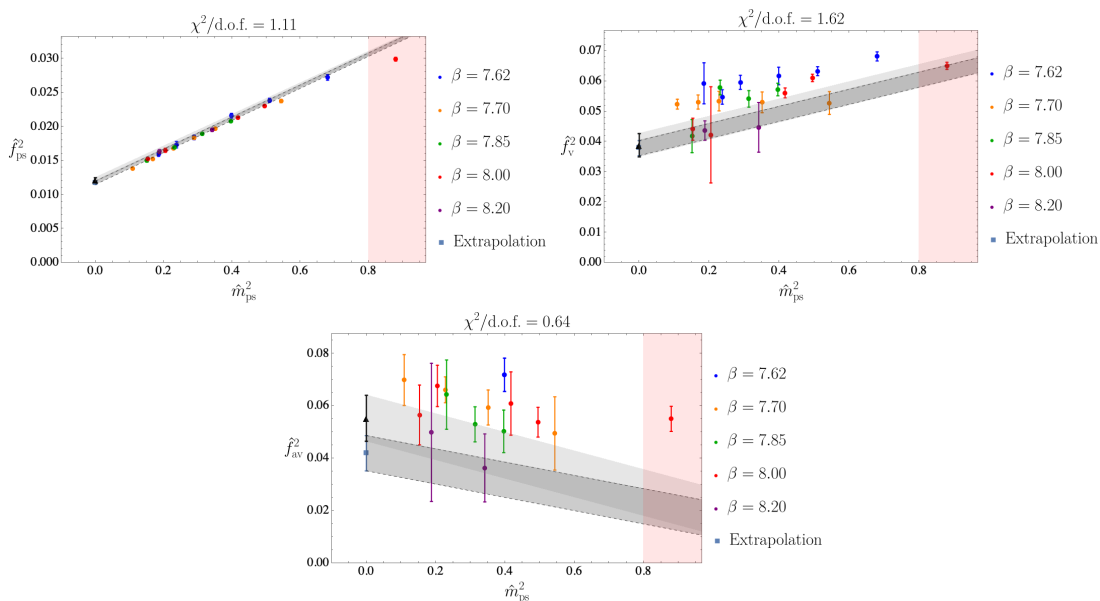 χ²/d.o.f. = 1.11
f̂²ps
0.030
0.025
0.020
0.015
0.010
0.005
0.000
0.0 0.2 0.4 0.6 0.8
m̂²ps
β = 7.62
β = 7.70
β = 7.85
β = 8.00
β = 8.20
Extrapolation
χ²/d.o.f. = 1.62
f̂²v
0.07
0.06
0.05
0.04
0.03
0.02
0.01
0.00
0.0 0.2 0.4 0.6 0.8
m̂²ps
β = 7.62
β = 7.70
β = 7.85
β = 8.00
β = 8.20
Extrapolation
χ²/d.o.f. = 0.64
f̂²av
0.08
0.06
0.04
0.02
0.00
0.0 0.2 0.4 0.6 0.8
m̂²ps
β = 7.62
β = 7.70
β = 7.85
β = 8.00
β = 8.20
Extrapolation